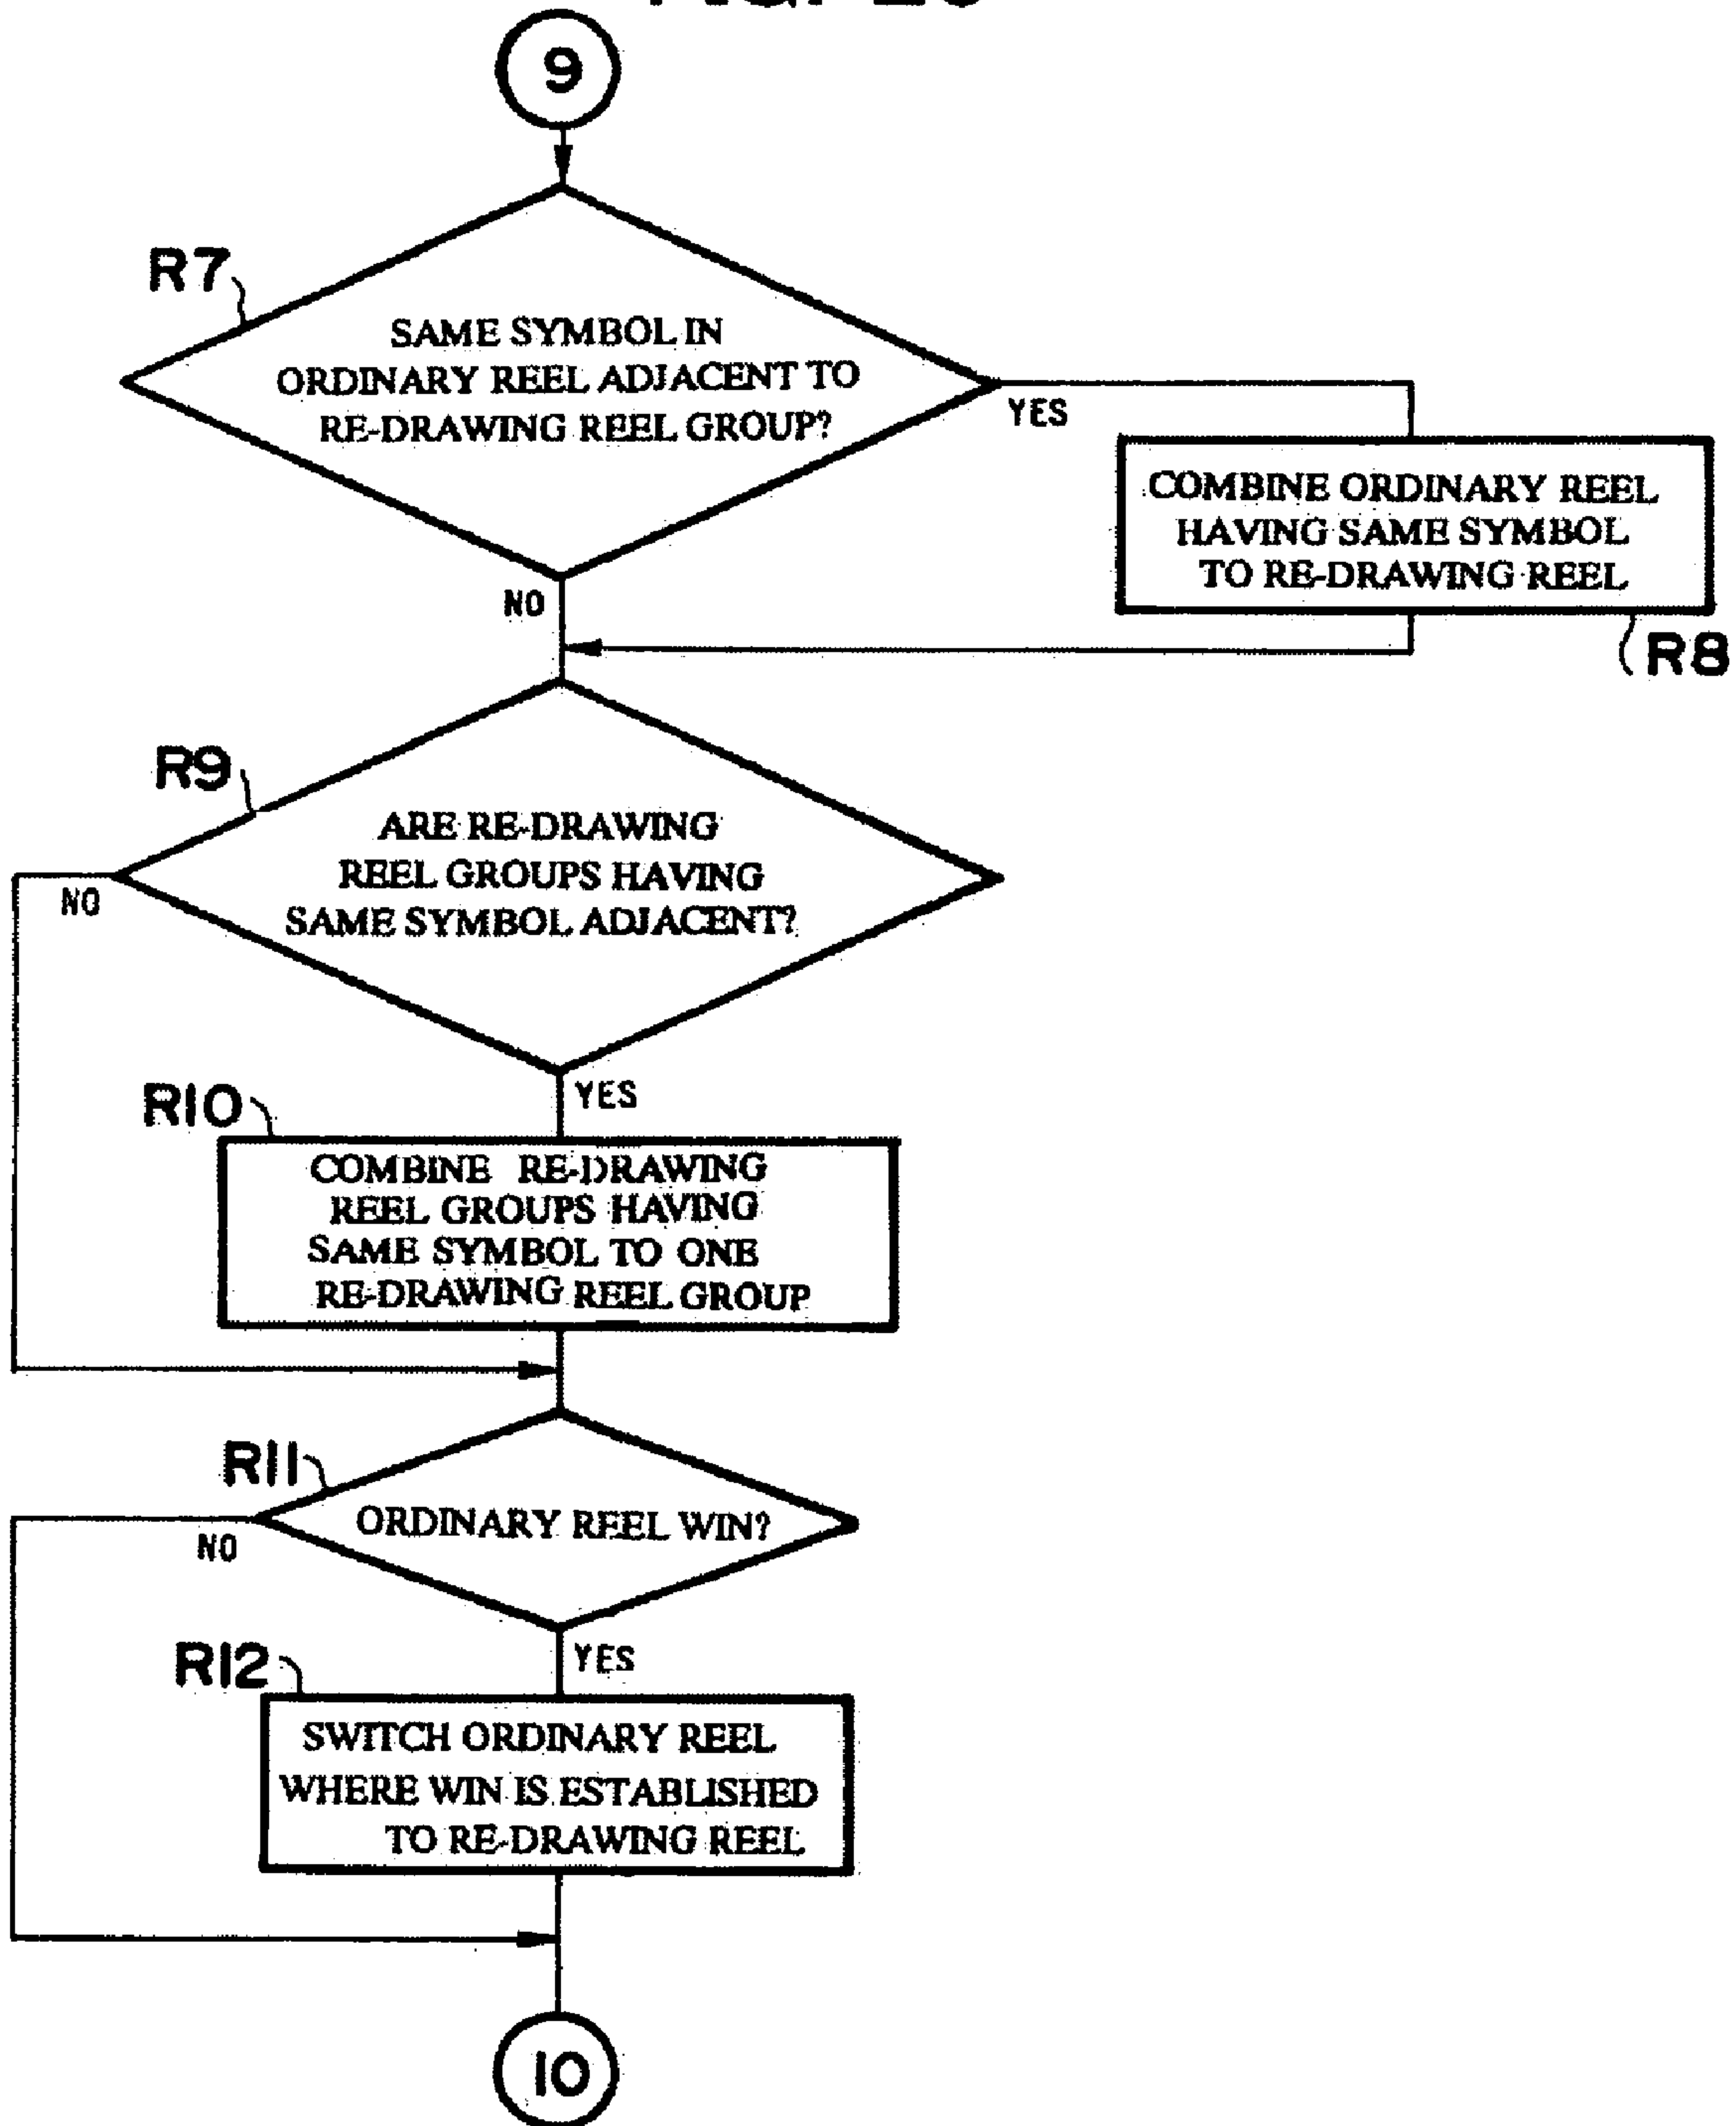 9
R7
SAME SYMBOL IN
ORDINARY REEL ADJACENT TO
RE-DRAWING REEL GROUP?
YES
COMBINE ORDINARY REEL
HAVING SAME SYMBOL
TO RE-DRAWING REEL
NO
R8
R9
ARE RE-DRAWING
REEL GROUPS HAVING
SAME SYMBOL ADJACENT?
NO
YES
R10
COMBINE RE-DRAWING
REEL GROUPS HAVING
SAME SYMBOL TO ONE
RE-DRAWING REEL GROUP
R11
ORDINARY REEL WIN?
NO
YES
R12
SWITCH ORDINARY REEL
WHERE WIN IS ESTABLISHED
TO RE-DRAWING REEL
10